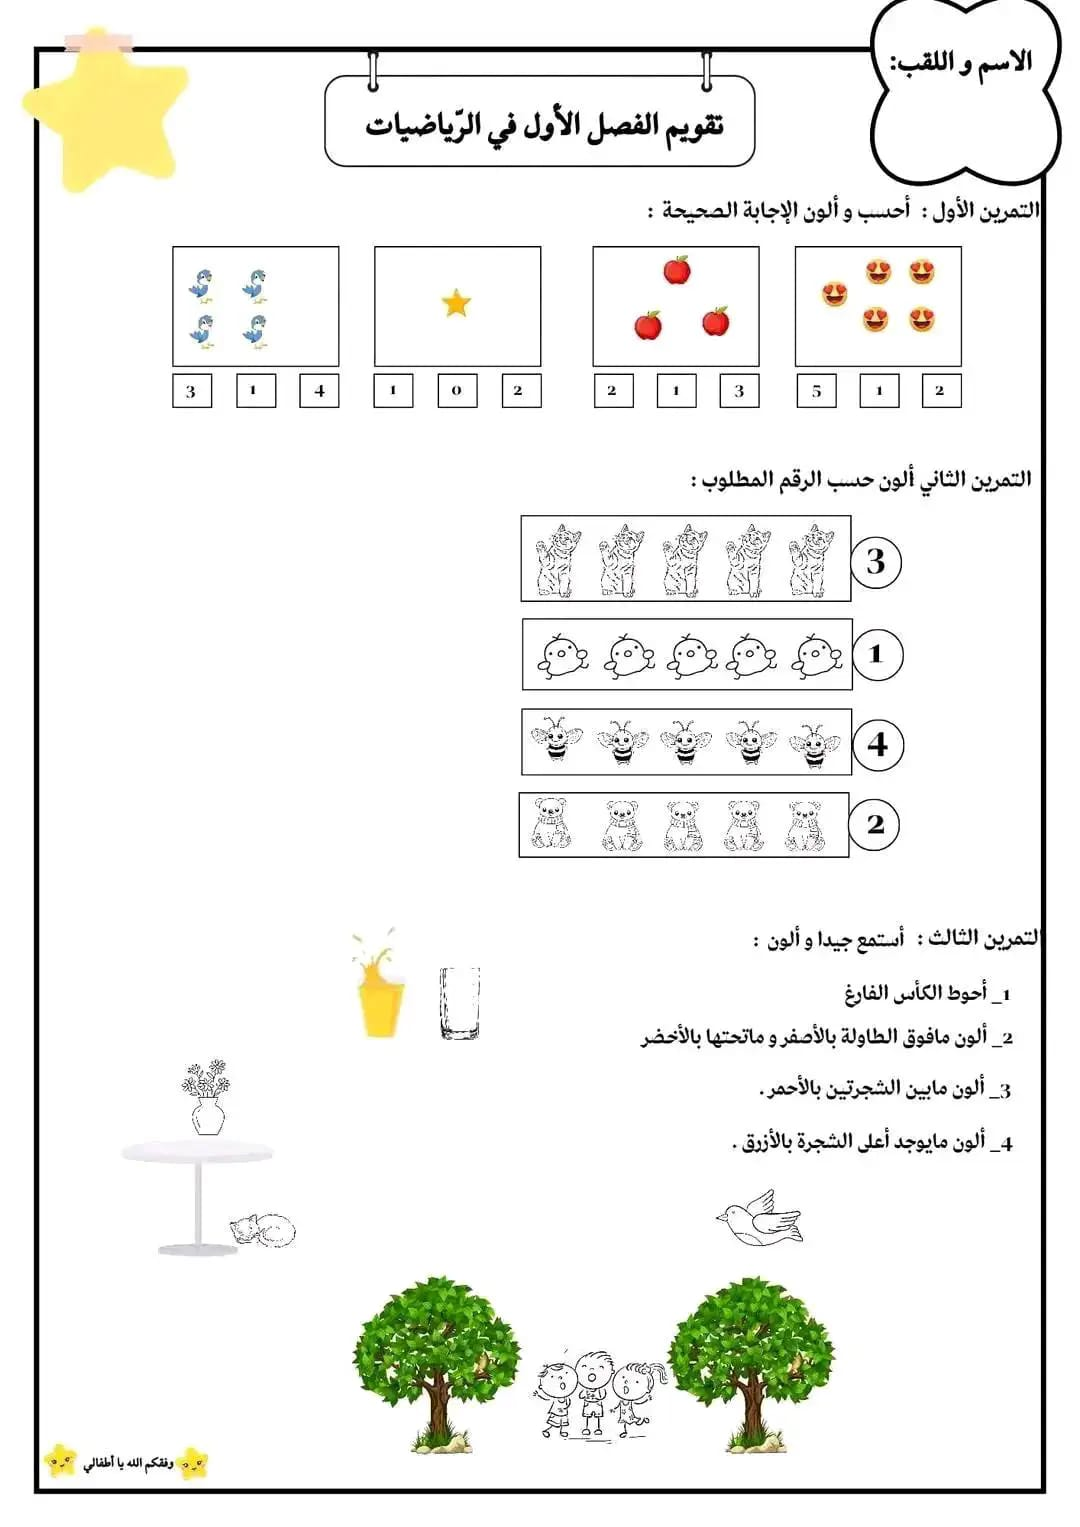 الاسم و اللقب:
تقويم الفصل الأول في الرّياضيات
التمرين الأول : أحسب و ألون الإجابة الصحيحة :
3 1 4 1 0 2 2 1 3 5 1 2
التمرين الثاني ألون حسب الرقم المطلوب :
3
1
4
2
التمرين الثالث : أستمع جيدا و ألون :
1_ أحوط الكأس الفارغ
2_ ألون مافوق الطاولة بالأصفر و ماتحتها بالأخضر
3_ ألون مابين الشجرتين بالأحمر .
4_ ألون مايوجد أعلى الشجرة بالأزرق .
وفقكم الله يا أطفالي